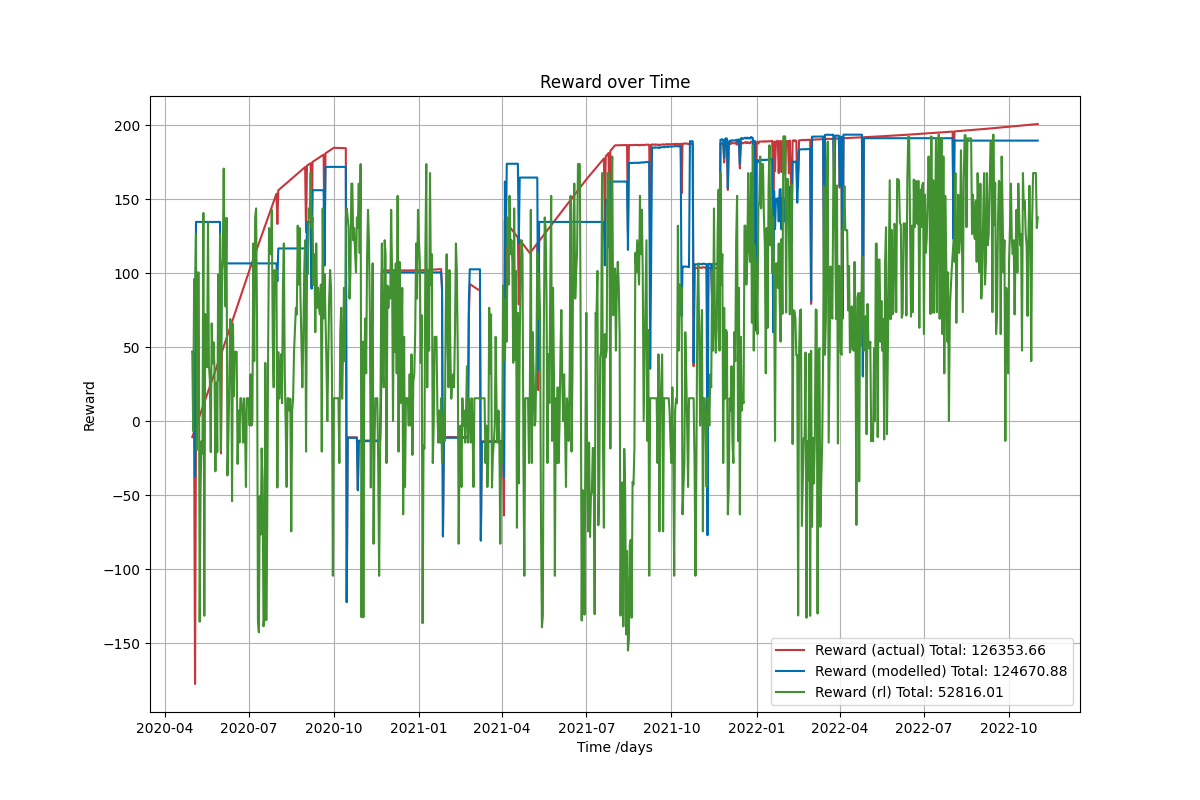 Reward over Time
200
150
100
50
0
−50
−100
−150
Reward
Reward (actual) Total: 126353.66
Reward (modelled) Total: 124670.88
Reward (rl) Total: 52816.01
2020-04 2020-07 2020-10 2021-01 2021-04 2021-07 2021-10 2022-01 2022-04 2022-07 2022-10
Time /days